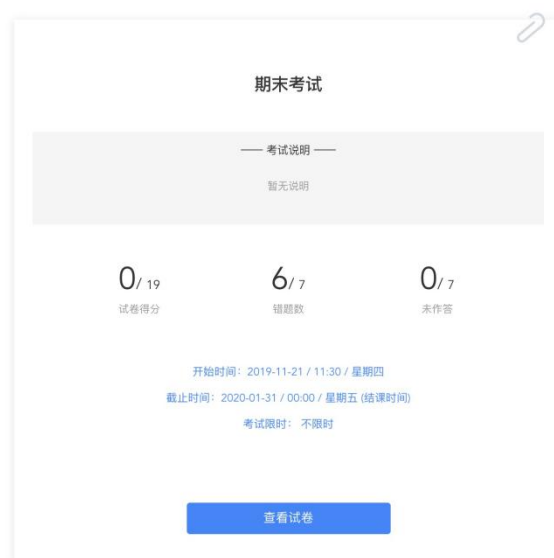 期末考试
—— 考试说明 ——
暂无说明
0/ 19
试卷得分
6/ 7
错题数
0/ 7
未作答
开始时间：2019-11-21 / 11:30 / 星期四
截止时间：2020-01-31 / 00:00 / 星期五 (结课时间)
考试限时： 不限时
查看试卷